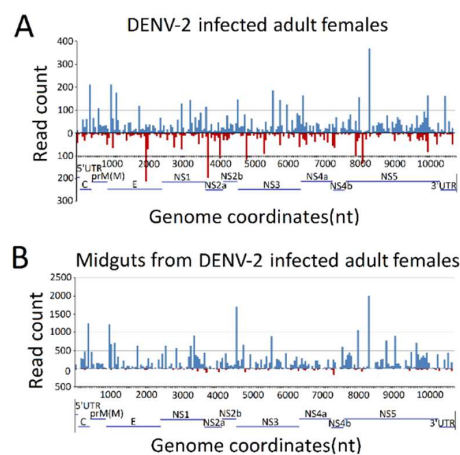 A
DENV-2 infected adult females
Read count
400
300
200
100
0
100
200
300
1000 2000 3000 4000 5000 6000 7000 8000 9000 10000
5'UTR
prM(M) NS1 NS2b NS4a NS5
C E NS2a NS3 NS4b 3'UTR
Genome coordinates(nt)
B
Midguts from DENV-2 infected adult females
Read count
2500
2000
1500
1000
500
0
500
1000 2000 3000 4000 5000 6000 7000 8000 9000 10000
5'UTR
prM(M) NS1 NS2b NS4a NS5
C E NS2a NS3 NS4b 3'UTR
Genome coordinates(nt)